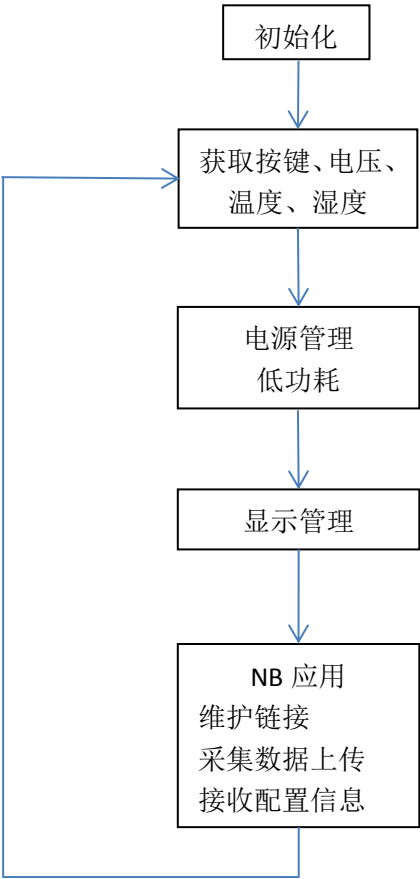 初始化
获取按键、电压、
温度、湿度
电源管理
低功耗
显示管理
NB 应用
维护链接
采集数据上传
接收配置信息